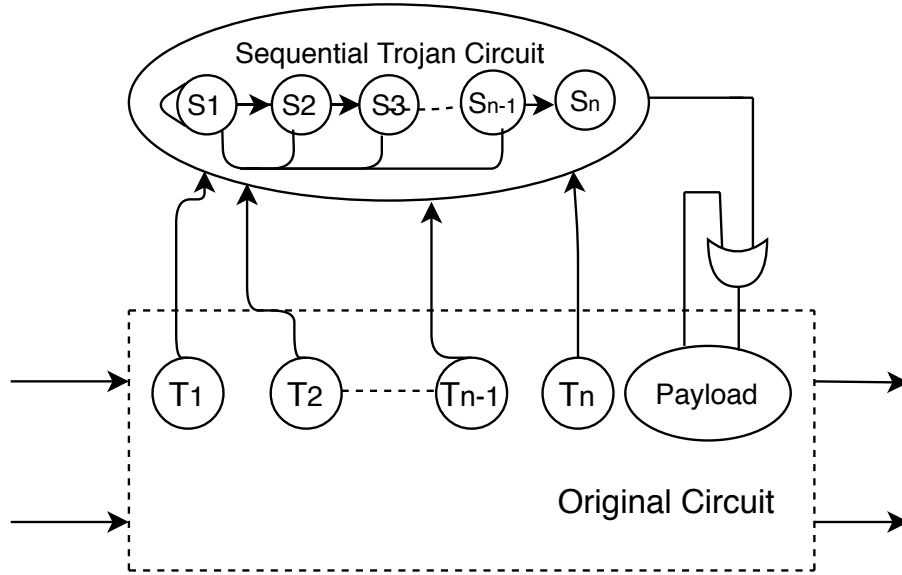 Sequential Trojan Circuit
S1 S2 S3 Sn-1 Sn
T1 T2 Tn-1 Tn Payload
Original Circuit